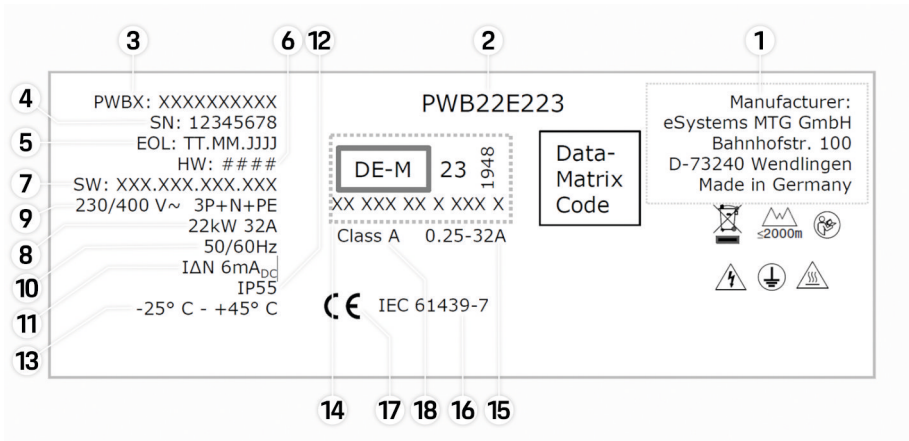 3
6
12
2
1
4
5
7
9
8
10
11
13
PWBX: XXXXXXXXXX
SN: 12345678
EOL: TT.MM.JJJJ
HW: ####
SW: XXX.XXX.XXX.XXX
230/400 V~ 3P+N+PE
22kW 32A
50/60Hz
IΔN 6mADC
IP55
-25° C - +45° C
PWB22E223
DE-M 23 1948
XX XXX XX X XXX X
Class A 0.25-32A
CE IEC 61439-7
Data-
Matrix
Code
Manufacturer:
eSystems MTG GmbH
Bahnhofstr. 100
D-73240 Wendlingen
Made in Germany
≤2000m
14
17
18
16
15